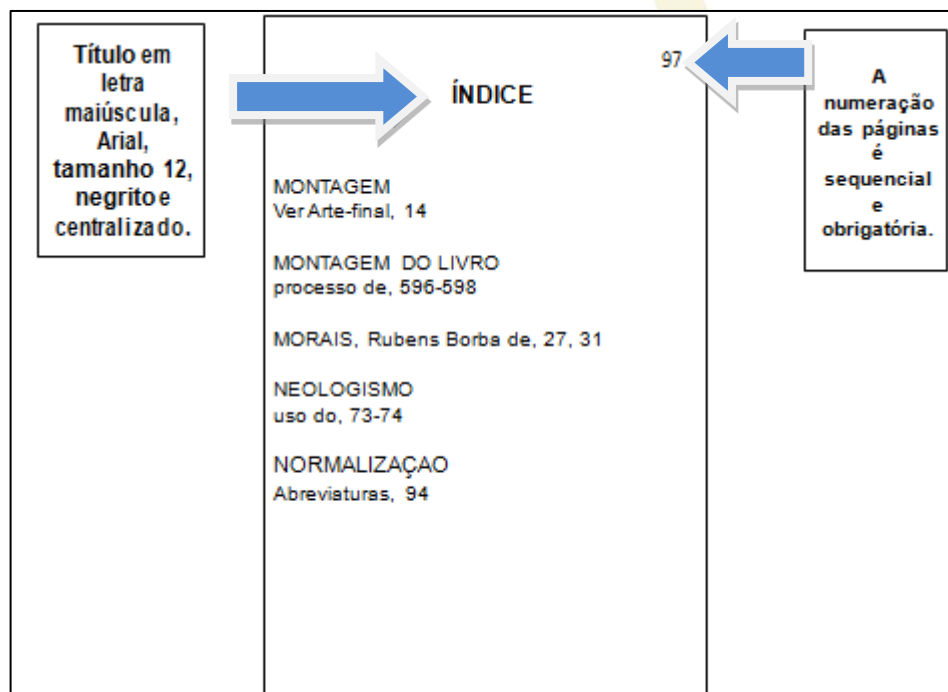 Título em
letra
maiúscula,
Arial,
tamanho 12,
negrito e
centralizado.
97
ÍNDICE
MONTAGEM
Ver Arte-final, 14
MONTAGEM DO LIVRO
processo de, 596-598
MORAIS, Rubens Borba de, 27, 31
NEOLOGISMO
uso do, 73-74
NORMALIZAÇAO
Abreviaturas, 94
A
numeração
das páginas
é
sequencial
e
obrigatória.